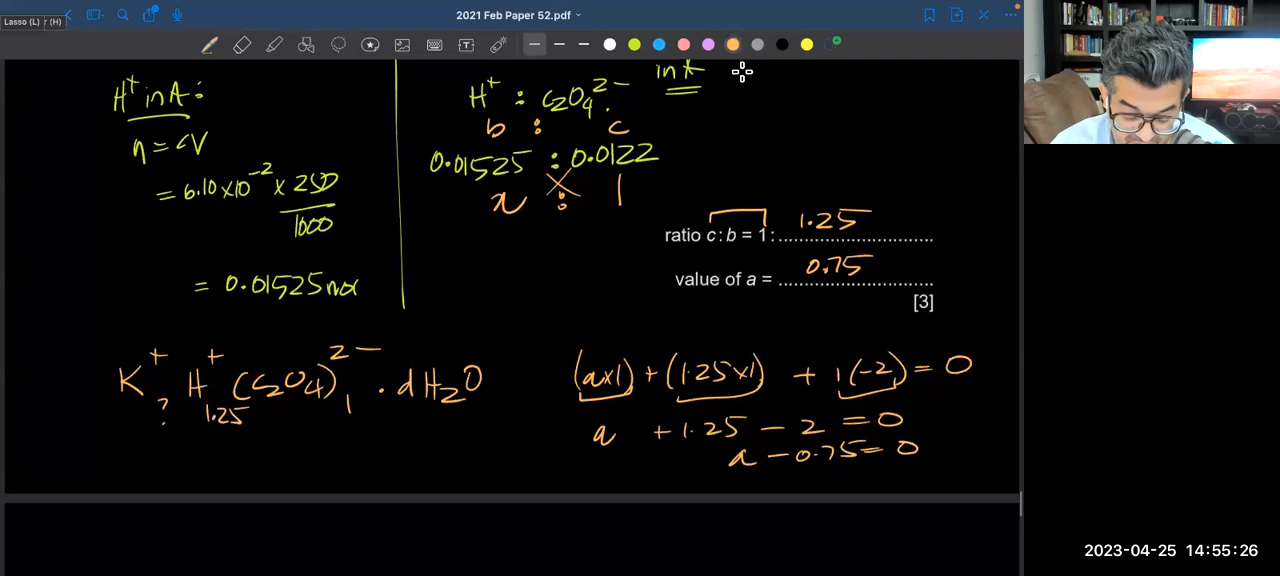 2021 Feb Paper 52.pdf
Lasso (L)
(H)
H⁺ in A :
n = cV
= 6.10 × 10⁻² × 250/1000
= 0.01525 mol
in A
H⁺ : C₂O₄²⁻
b : c
0.01525 : 0.0122
x : 1
ratio c : b = 1 : 1.25
value of a = 0.75
[3]
K⁺? H⁺1.25 (C₂O₄)²⁻1 . dH₂O
(a×1) + (1.25×1) + 1(-2) = 0
a + 1.25 - 2 = 0
a - 0.75 = 0
2023-04-25 14:55:26